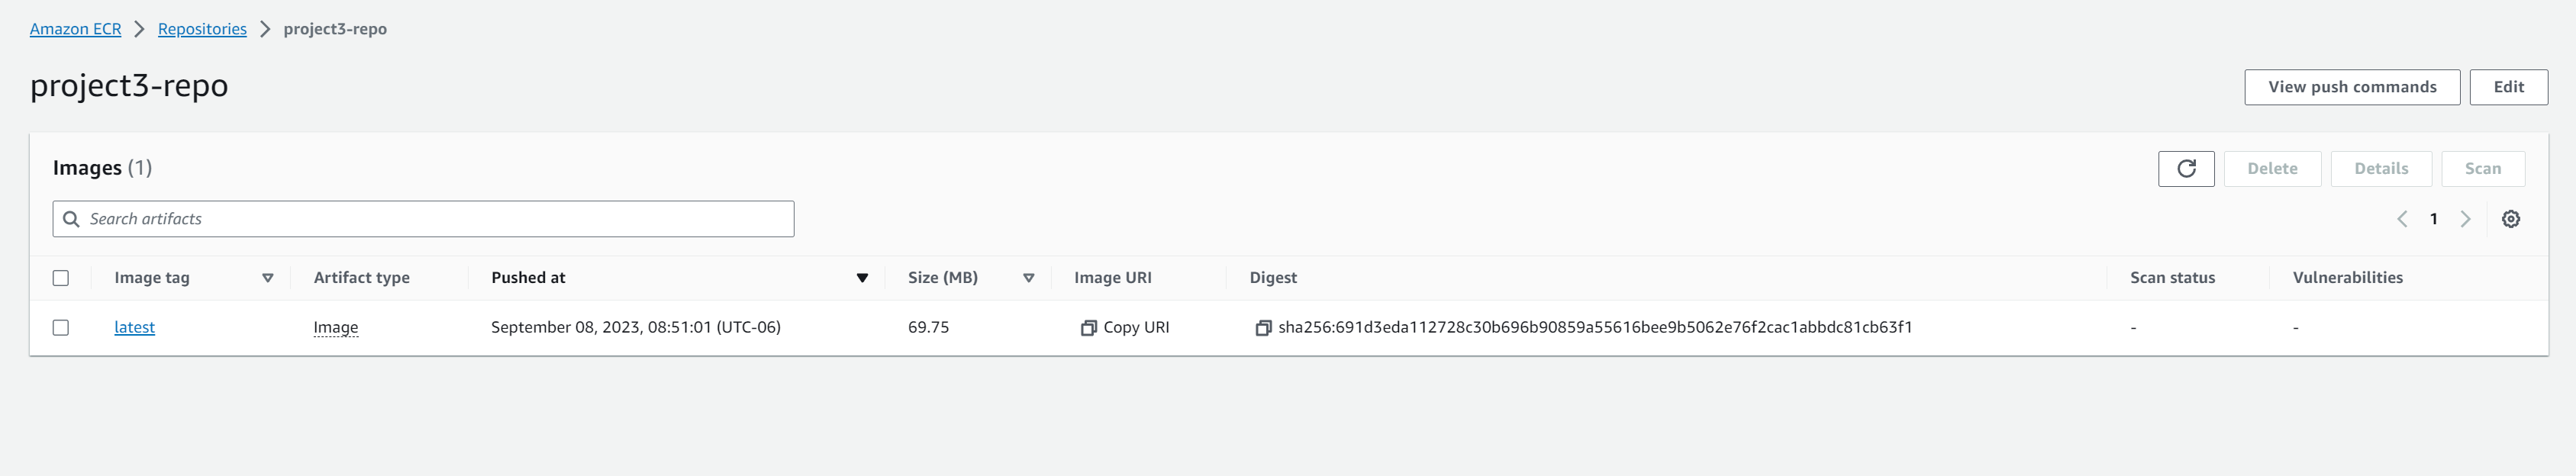 Amazon ECR > Repositories > project3-repo
project3-repo
View push commands
Edit
Images (1)
Delete
Details
Scan
Search artifacts
1
Image tag
Artifact type
Pushed at
Size (MB)
Image URI
Digest
Scan status
Vulnerabilities
latest
Image
September 08, 2023, 08:51:01 (UTC-06)
69.75
Copy URI
sha256:691d3eda112728c30b696b90859a55616bee9b5062e76f2cac1abbdc81cb63f1
-
-